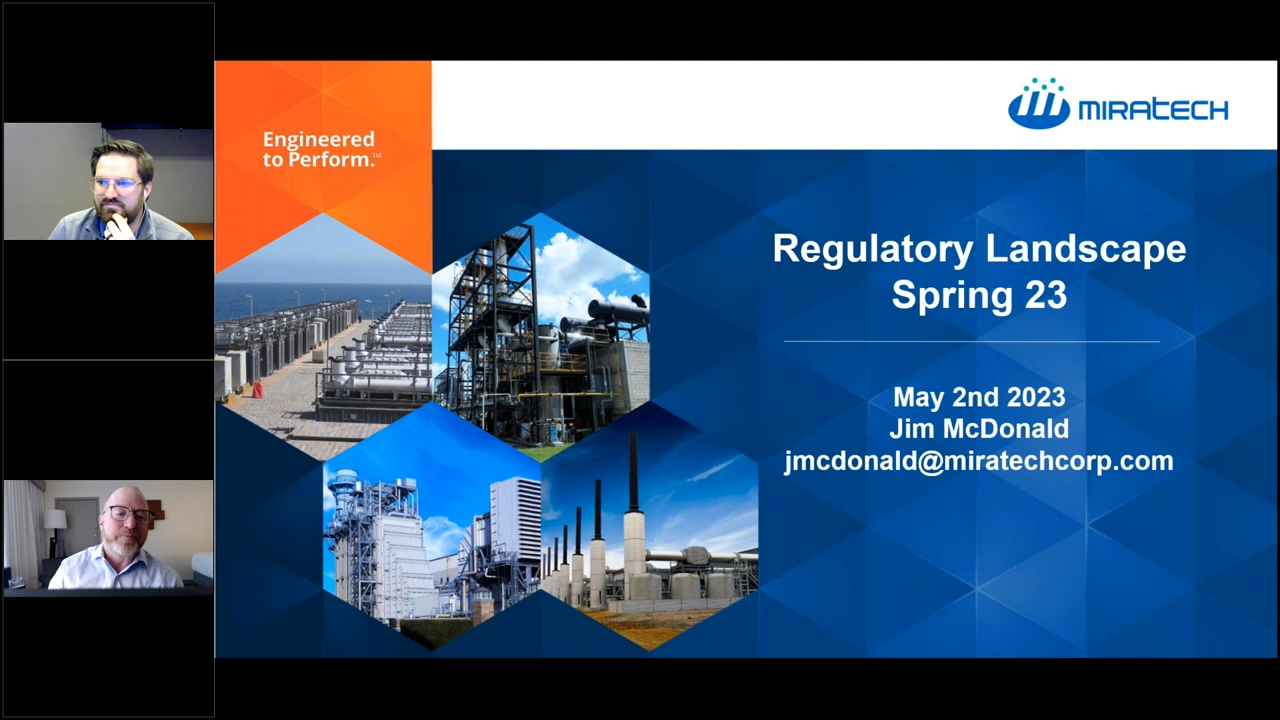 Engineered
to Perform.™
MIRATECH
Regulatory Landscape
Spring 23
May 2nd 2023
Jim McDonald
jmcdonald@miratechcorp.com